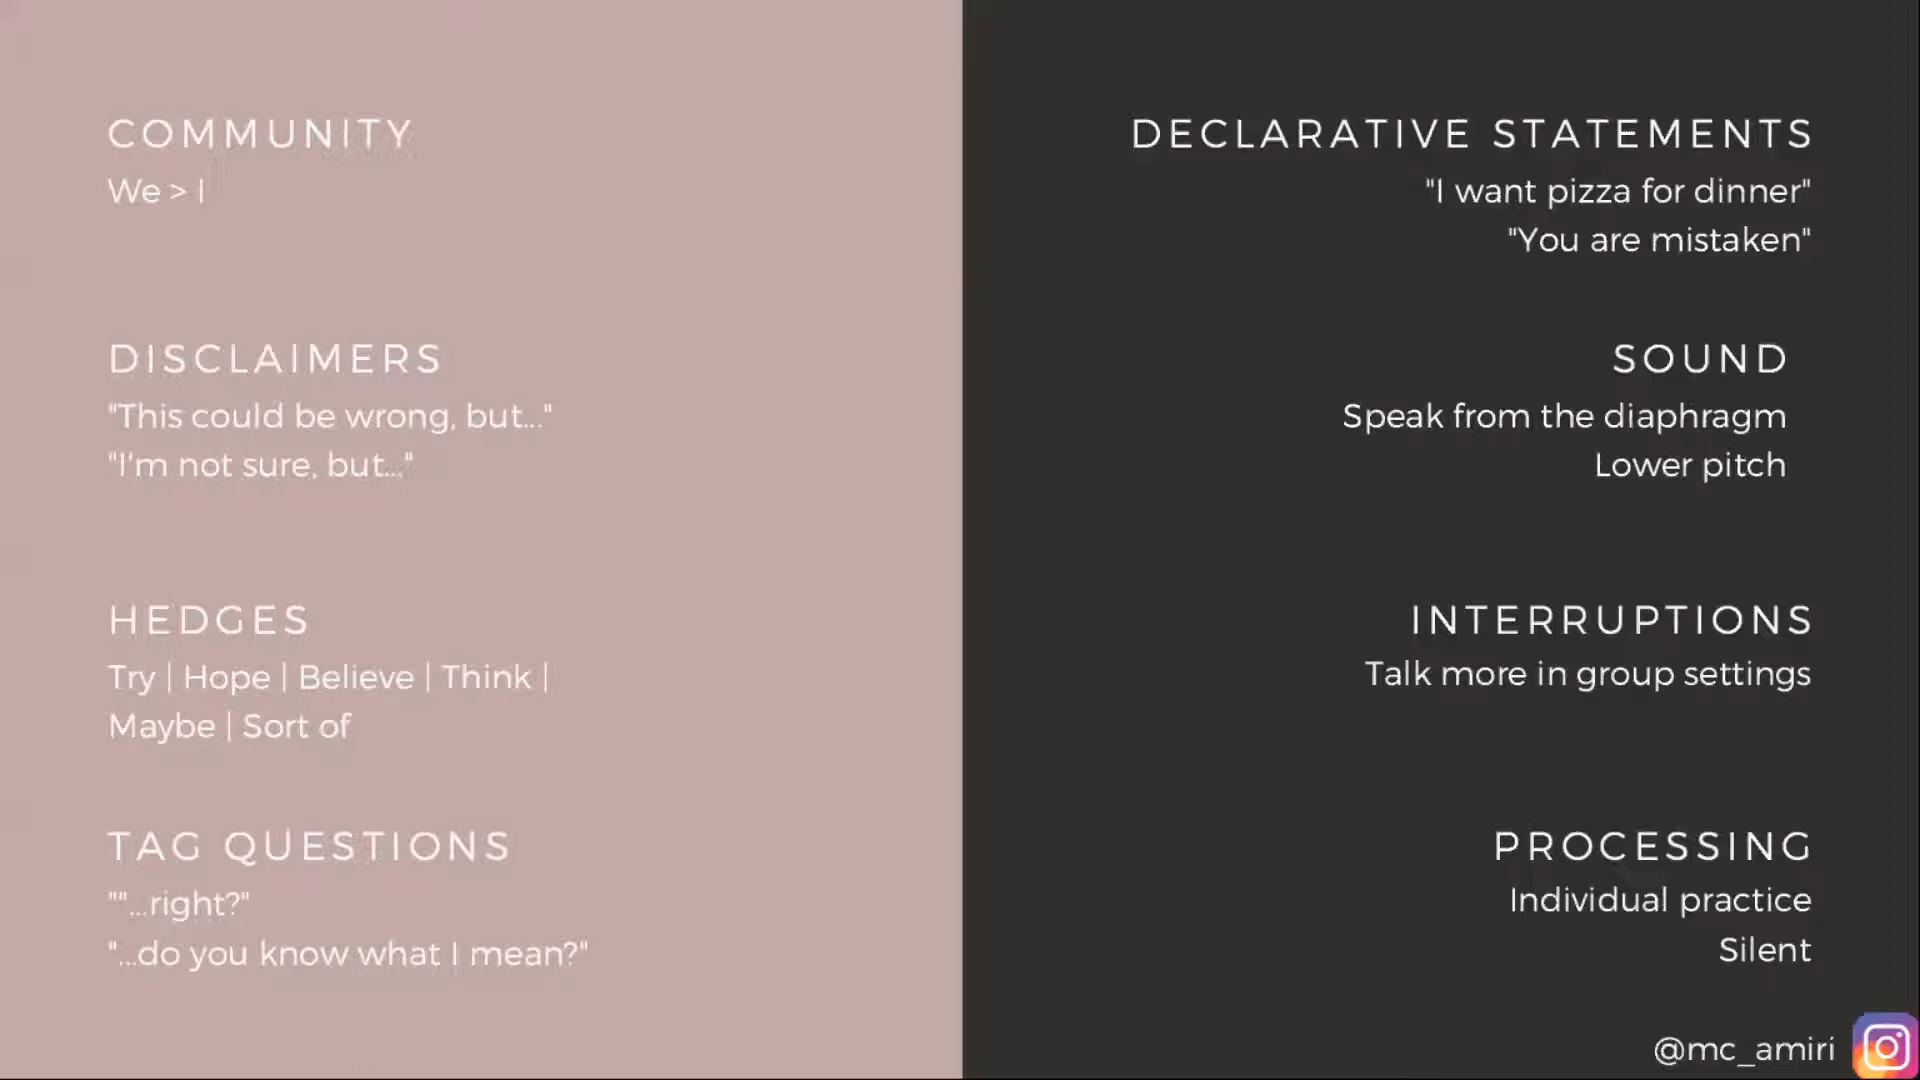 COMMUNITY
We > I
DISCLAIMERS
"This could be wrong, but..."
"I'm not sure, but..."
HEDGES
Try | Hope | Believe | Think |
Maybe | Sort of
TAG QUESTIONS
""...right?"
"...do you know what I mean?"
DECLARATIVE STATEMENTS
"I want pizza for dinner"
"You are mistaken"
SOUND
Speak from the diaphragm
Lower pitch
INTERRUPTIONS
Talk more in group settings
PROCESSING
Individual practice
Silent
@mc_amiri